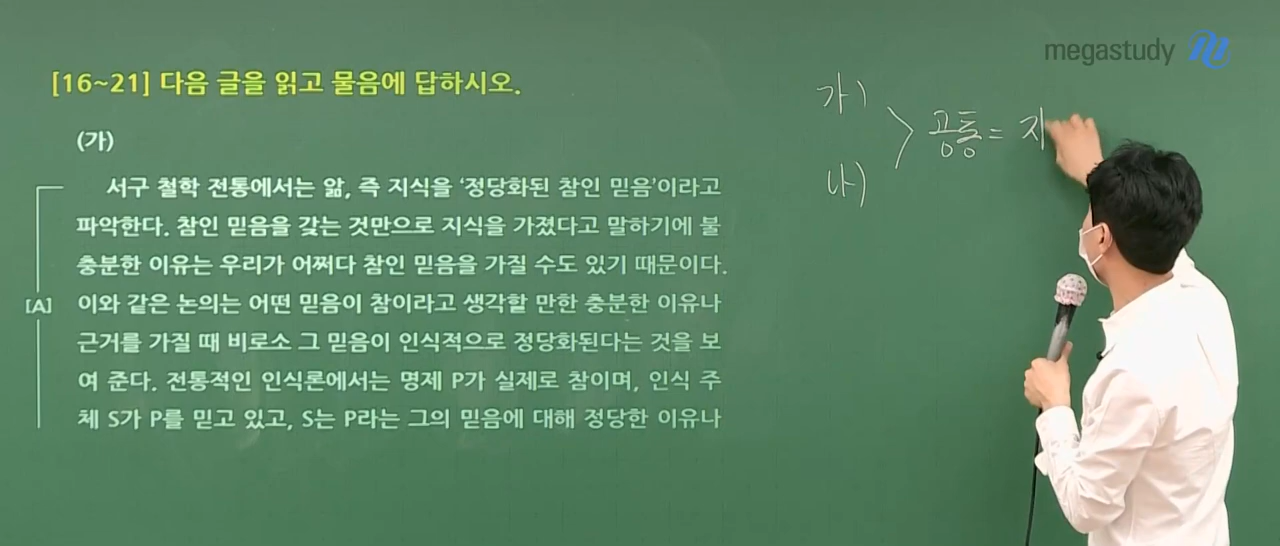 megastudy
[16~21] 다음 글을 읽고 물음에 답하시오.
(가)
서구 철학 전통에서는 앎, 즉 지식을 '정당화된 참인 믿음'이라고
파악한다. 참인 믿음을 갖는 것만으로 지식을 가졌다고 말하기에 불
충분한 이유는 우리가 어쩌다 참인 믿음을 가질 수도 있기 때문이다.
[A] 이와 같은 논의는 어떤 믿음이 참이라고 생각할 만한 충분한 이유나
근거를 가질 때 비로소 그 믿음이 인식적으로 정당화된다는 것을 보
여 준다. 전통적인 인식론에서는 명제 P가 실제로 참이며, 인식 주
체 S가 P를 믿고 있고, S는 P라는 그의 믿음에 대해 정당한 이유나
가)
나)
공통 = 지